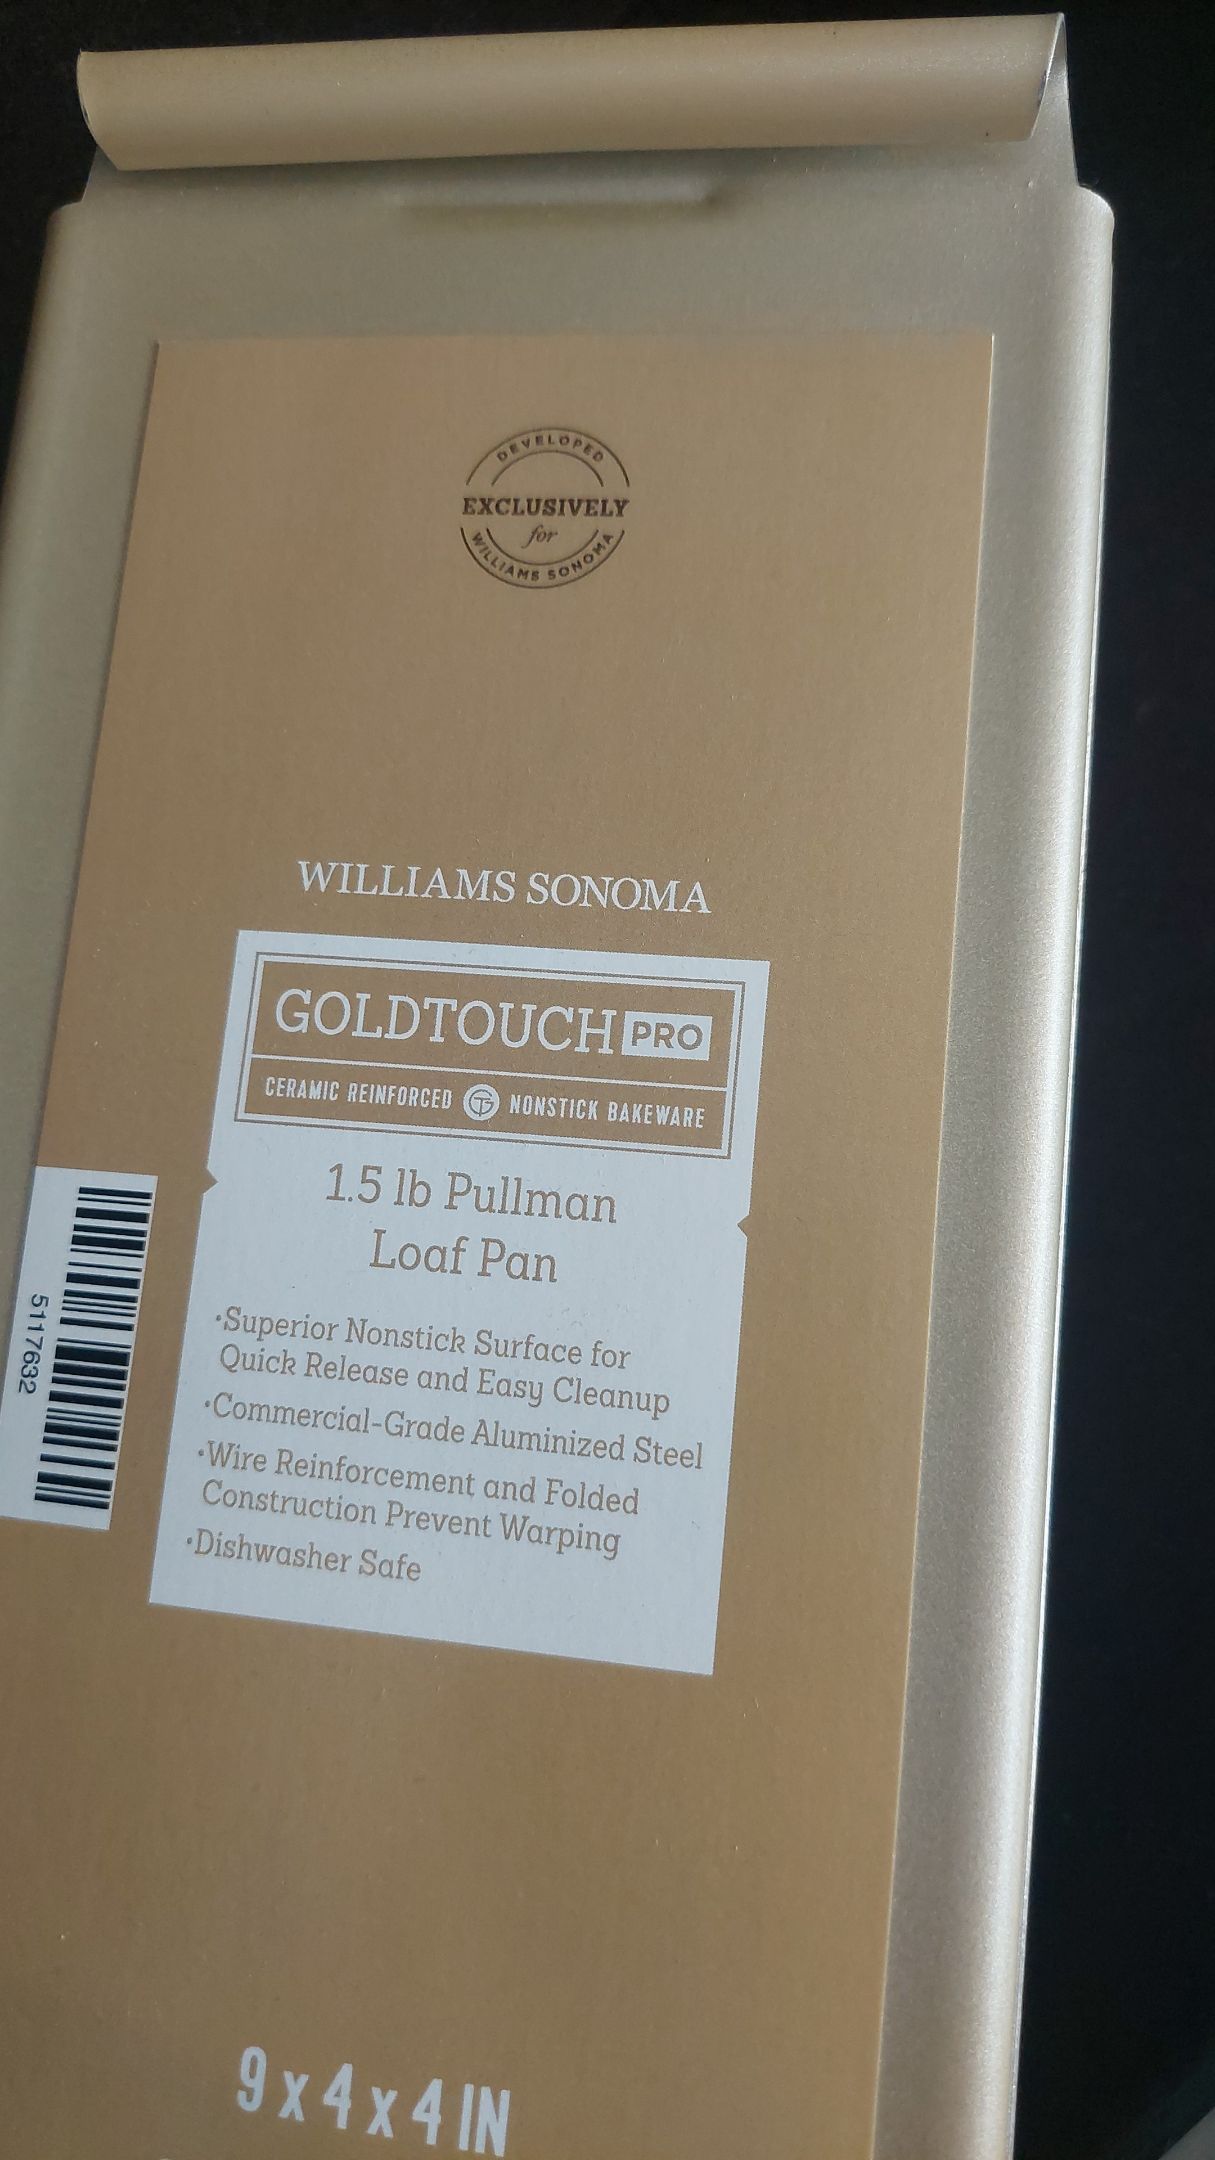 DEVELOPED
EXCLUSIVELY
for
WILLIAMS SONOMA
WILLIAMS SONOMA
GOLDTOUCH PRO
CERAMIC REINFORCED GT NONSTICK BAKEWARE
1.5 lb Pullman
Loaf Pan
·Superior Nonstick Surface for
Quick Release and Easy Cleanup
·Commercial-Grade Aluminized Steel
·Wire Reinforcement and Folded
Construction Prevent Warping
·Dishwasher Safe
5117632
9 x 4 x 4 IN